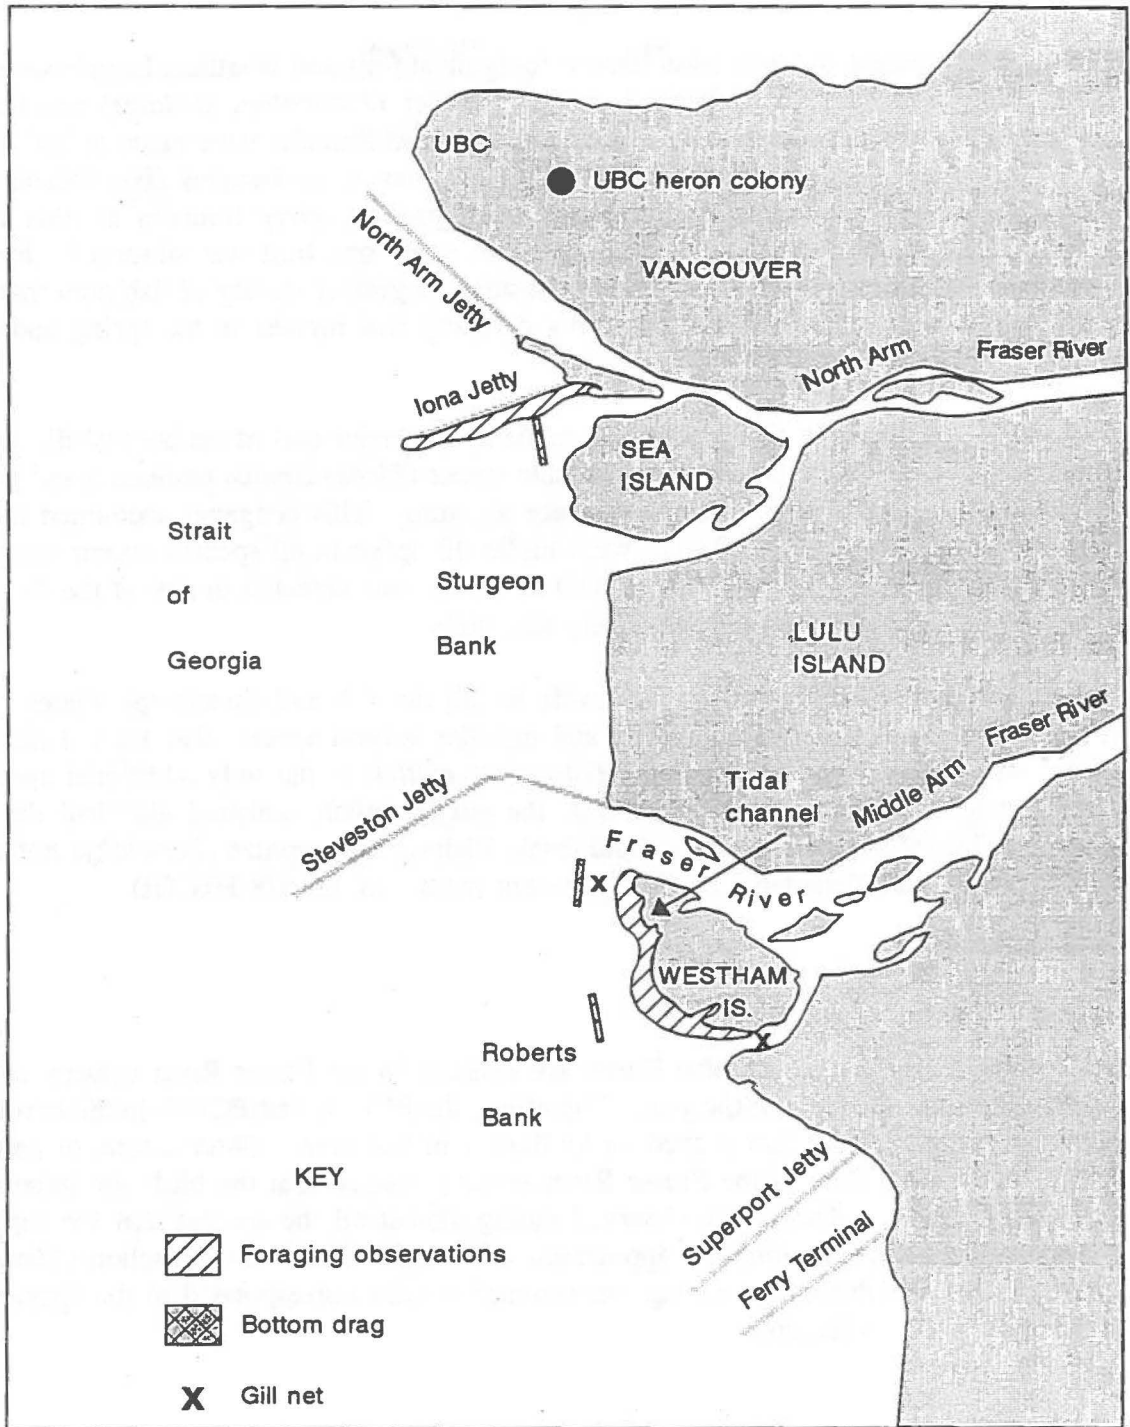 UBC
UBC heron colony
North Arm Jetty
VANCOUVER
North Arm
Fraser River
Iona Jetty
SEA
ISLAND
Strait
of
Georgia
Sturgeon
Bank
LULU
ISLAND
Fraser River
Middle Arm
Tidal
channel
Steveston Jetty
Fraser
River
X
WESTHAM
IS.
X
Roberts
Bank
KEY
Superport Jetty
Ferry Terminal
Foraging observations
Bottom drag
X Gill net